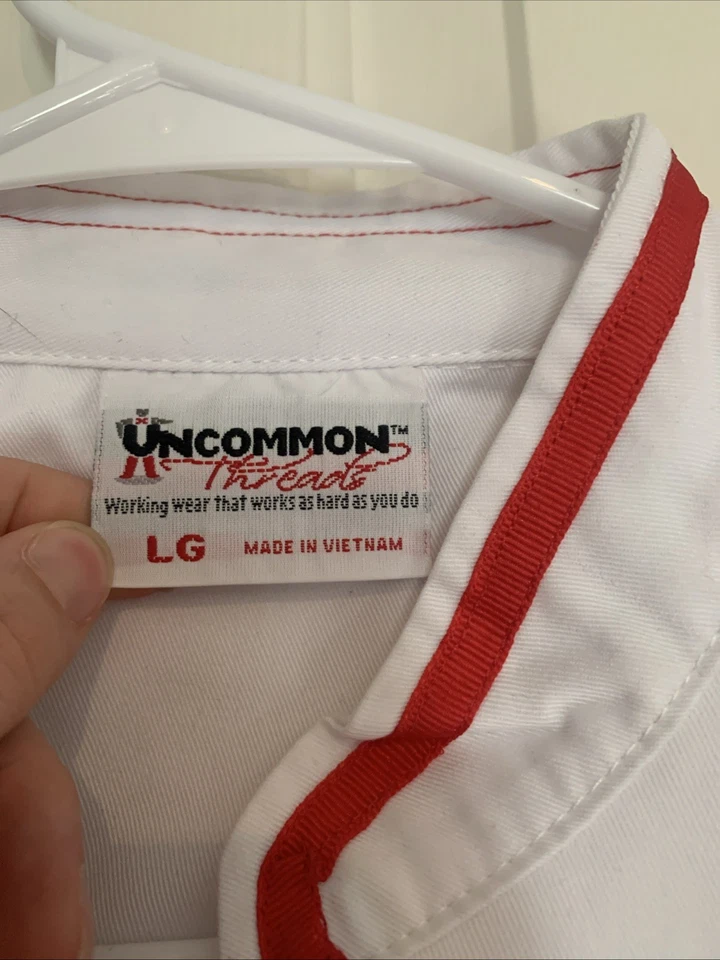 UNCOMMON™
Threads
Working wear that works as hard as you do
LG MADE IN VIETNAM